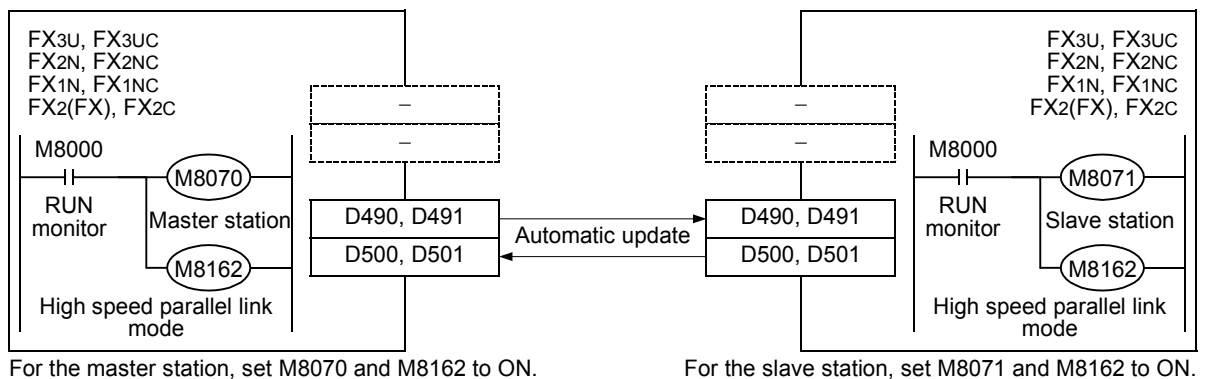 FX3U, FX3UC
FX2N, FX2NC
FX1N, FX1NC
FX2(FX), FX2C
–
–
M8000
M8070
RUN
monitor
Master station
M8162
High speed parallel link
mode
D490, D491
D500, D501
Automatic update
FX3U, FX3UC
FX2N, FX2NC
FX1N, FX1NC
FX2(FX), FX2C
–
–
D490, D491
D500, D501
M8000
M8071
RUN
monitor
Slave station
M8162
High speed parallel link
mode
For the master station, set M8070 and M8162 to ON.
For the slave station, set M8071 and M8162 to ON.